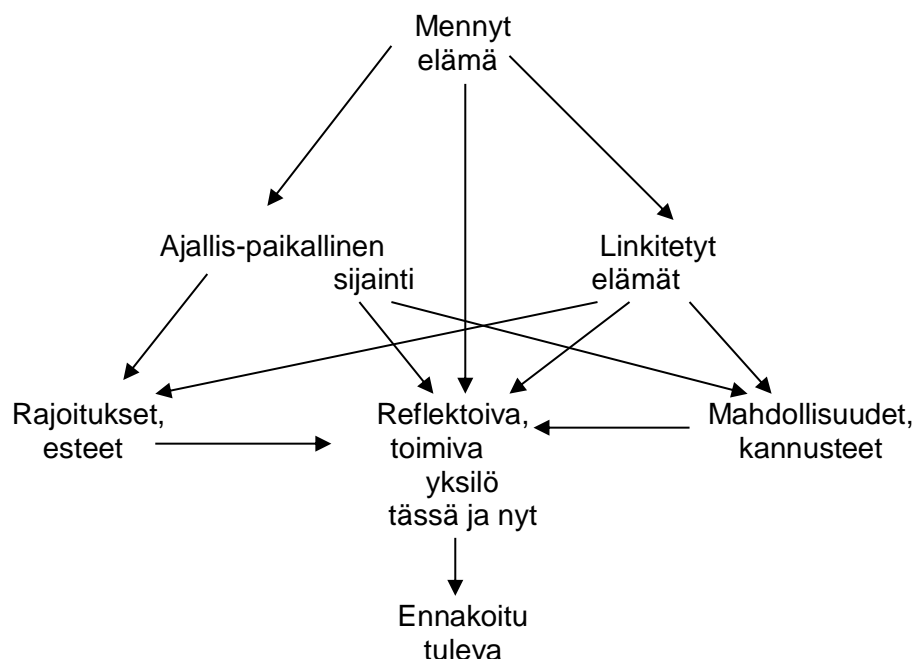 Mennyt
elämä
Ajallis-paikallinen
sijainti
Linkitetyt
elämät
Rajoitukset,
esteet
Reflektoiva,
toimiva
yksilö
tässä ja nyt
Mahdollisuudet,
kannusteet
Ennakoitu
tuleva